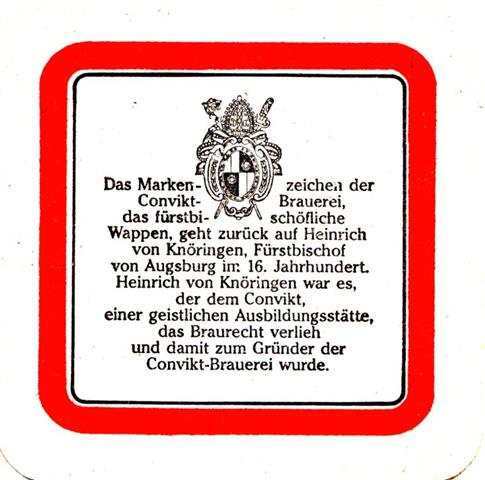 Das Marken- zeichen der
Convikt- Brauerei,
das fürstbi- schöfliche
Wappen, geht zurück auf Heinrich
von Knöringen, Fürstbischof
von Augsburg im 16. Jahrhundert.
Heinrich von Knöringen war es,
der dem Convikt,
einer geistlichen Ausbildungsstätte,
das Braurecht verlieh
und damit zum Gründer der
Convikt-Brauerei wurde.